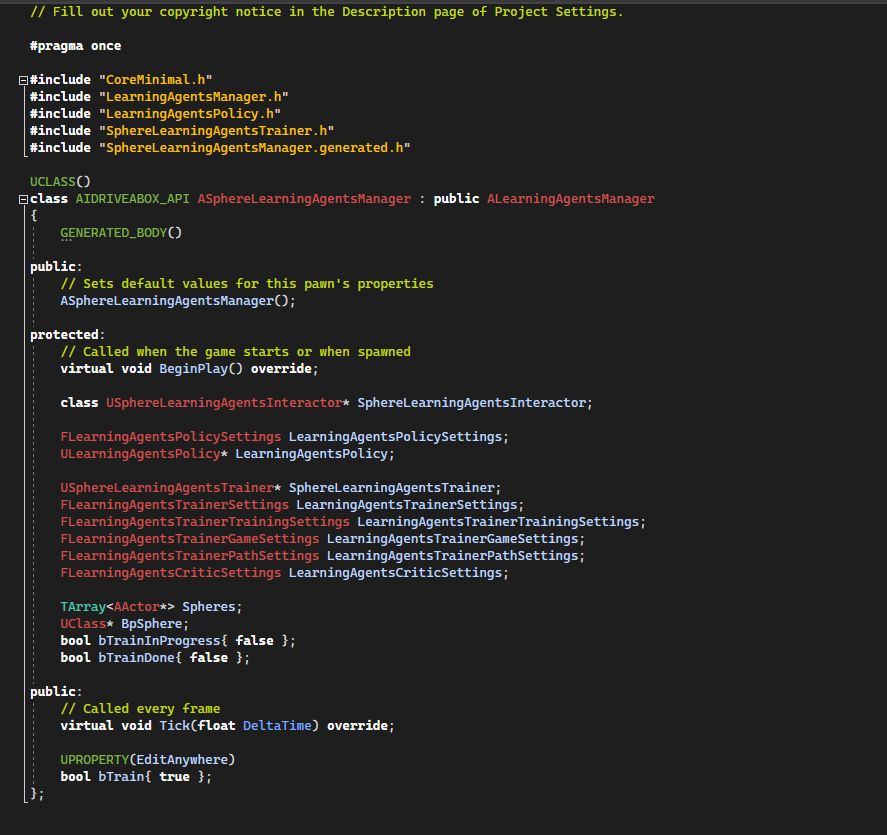 // Fill out your copyright notice in the Description page of Project Settings.
#pragma once
#include "CoreMinimal.h"
#include "LearningAgentsManager.h"
#include "LearningAgentsPolicy.h"
#include "SphereLearningAgentsTrainer.h"
#include "SphereLearningAgentsManager.generated.h"
UCLASS()
class AIDRIVEABOX_API ASphereLearningAgentsManager : public ALearningAgentsManager
{
GENERATED_BODY()
public:
// Sets default values for this pawn's properties
ASphereLearningAgentsManager();
protected:
// Called when the game starts or when spawned
virtual void BeginPlay() override;
class USphereLearningAgentsInteractor* SphereLearningAgentsInteractor;
FLearningAgentsPolicySettings LearningAgentsPolicySettings;
ULearningAgentsPolicy* LearningAgentsPolicy;
USphereLearningAgentsTrainer* SphereLearningAgentsTrainer;
FLearningAgentsTrainerSettings LearningAgentsTrainerSettings;
FLearningAgentsTrainerTrainingSettings LearningAgentsTrainerTrainingSettings;
FLearningAgentsTrainerGameSettings LearningAgentsTrainerGameSettings;
FLearningAgentsTrainerPathSettings LearningAgentsTrainerPathSettings;
FLearningAgentsCriticSettings LearningAgentsCriticSettings;
TArray<AActor*> Spheres;
UClass* BpSphere;
bool bTrainInProgress{ false };
bool bTrainDone{ false };
public:
// Called every frame
virtual void Tick(float DeltaTime) override;
UPROPERTY(EditAnywhere)
bool bTrain{ true };
};